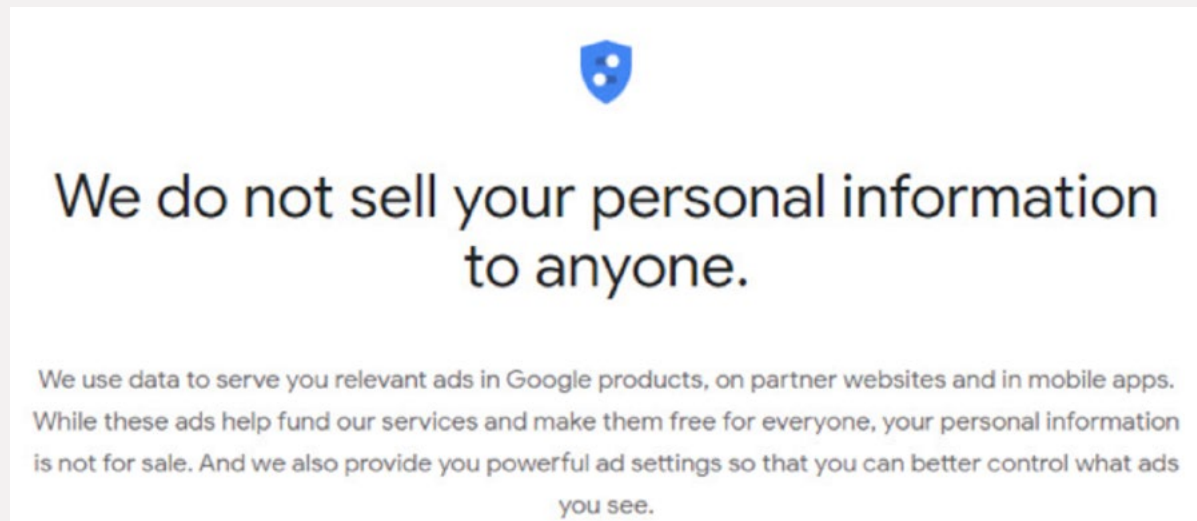 We do not sell your personal information
to anyone.
We use data to serve you relevant ads in Google products, on partner websites and in mobile apps.
While these ads help fund our services and make them free for everyone, your personal information
is not for sale. And we also provide you powerful ad settings so that you can better control what ads
you see.